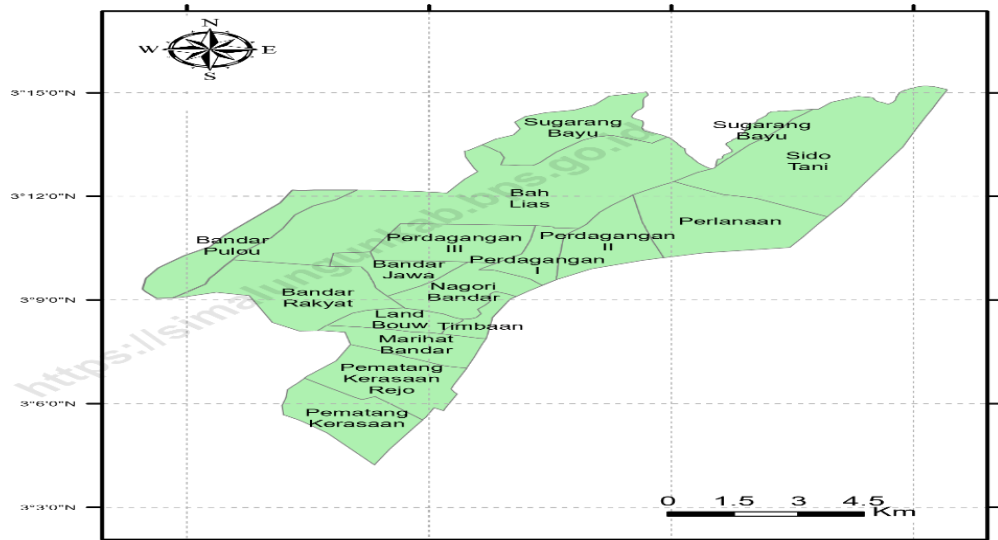 N
W
E
S
3°15'0"N
Sugarang
Bayu
Sugarang
Bayu
Sido
Tani
3°12'0"N
Bah
Lias
Perlanaan
Bandar
Pulou
Perdagangan
III
Perdagangan
II
Bandar
Jawa
Perdagangan
I
3°9'0"N
Bandar
Rakyat
Nagori
Bandar
Land
Bouw
Timbaan
Marihat
Bandar
Pematang
Kerasaan
Rejo
3°6'0"N
Pematang
Kerasaan
3°3'0"N
0 1.5 3 4.5
Km
https://simalungunkab.bps.go.id